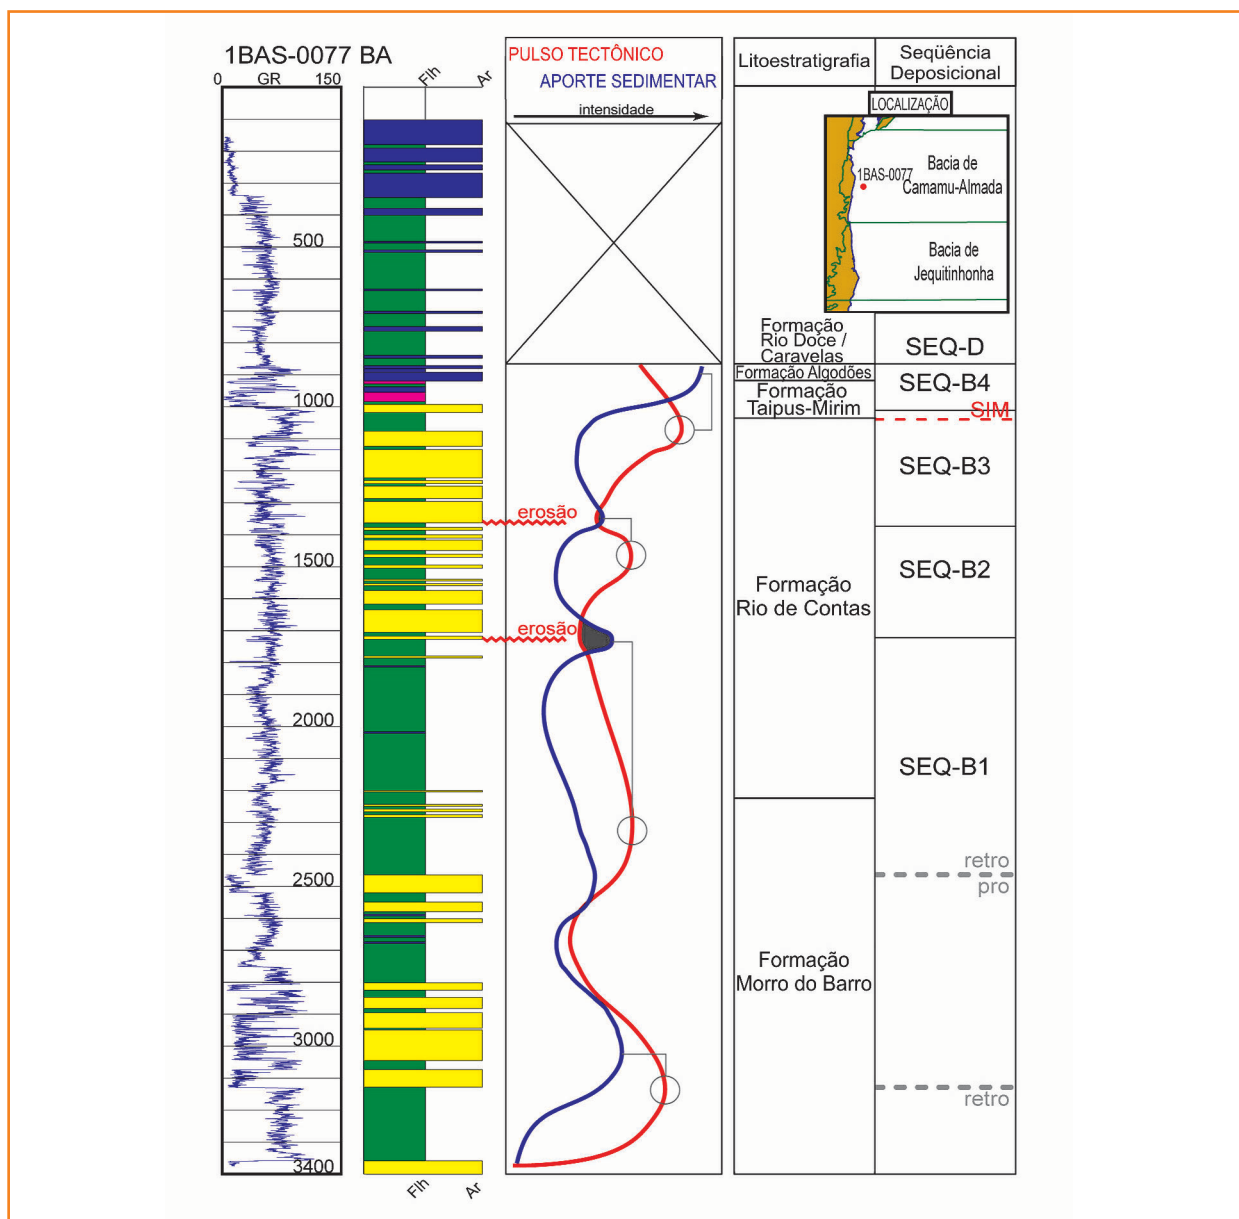 1BAS-0077 BA
0 GR 150
Flh
Ar
PULSO TECTÔNICO
APORTE SEDIMENTAR
intensidade
Litoestratigrafia
Seqüência
Deposicional
LOCALIZAÇÃO
1BAS-0077
Bacia de
Camamu-Almada
Bacia de
Jequitinhonha
500
1000
1500
2000
2500
3000
3400
erosão
erosão
Formação
Rio Doce /
Caravelas
Formação Algodões
Formação
Taipus-Mirim
Formação
Rio de Contas
Formação
Morro do Barro
SEQ-D
SEQ-B4
SIM
SEQ-B3
SEQ-B2
SEQ-B1
retro
pro
retro
Flh
Ar